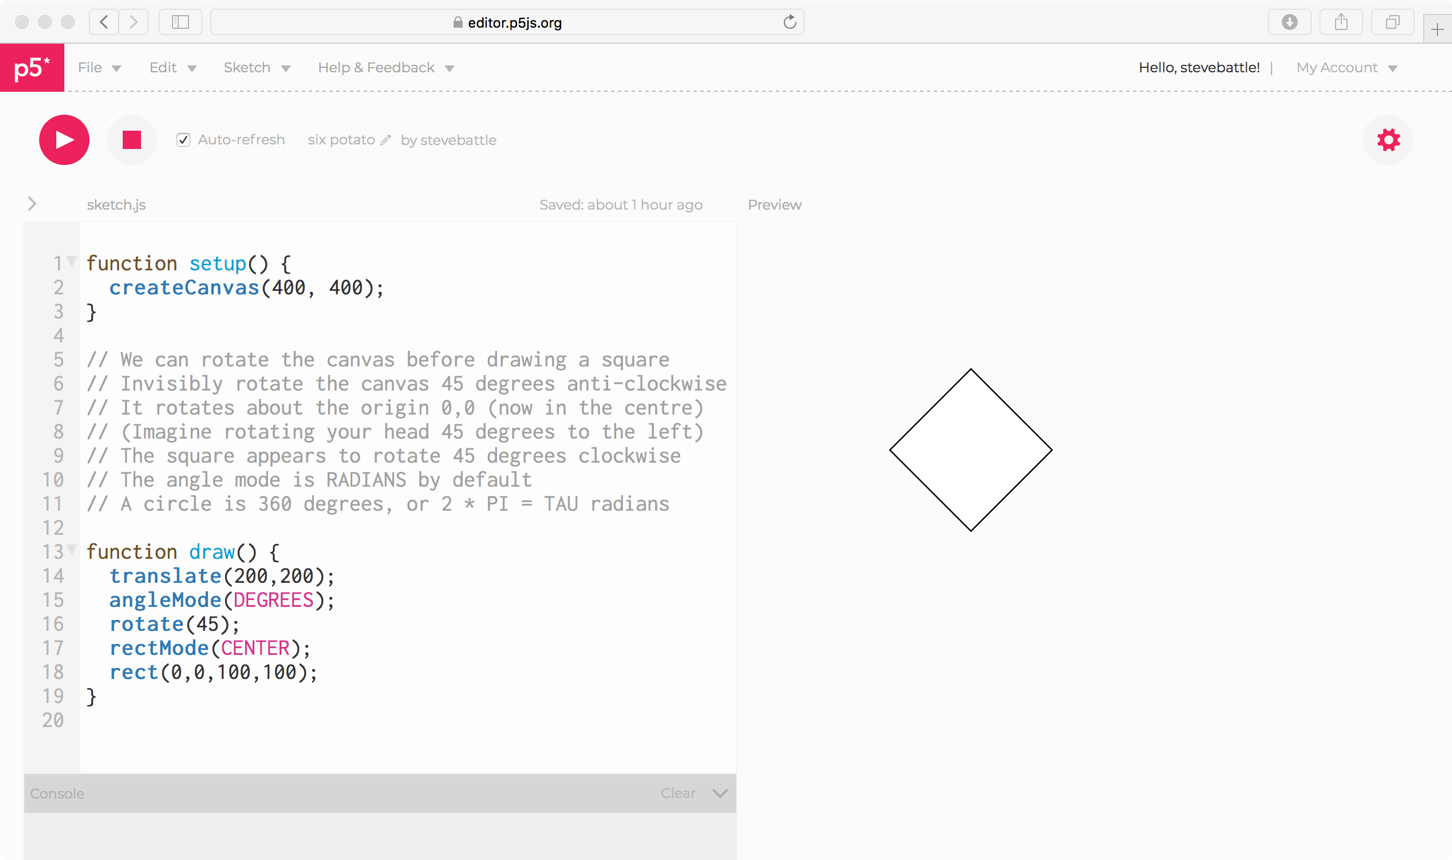 editor.p5js.org
p5*
File Edit Sketch Help & Feedback Hello, stevebattle! | My Account
Auto-refresh six potato by stevebattle
sketch.js Saved: about 1 hour ago Preview
1 function setup() {
2 createCanvas(400, 400);
3 }
4
5 // We can rotate the canvas before drawing a square
6 // Invisibly rotate the canvas 45 degrees anti-clockwise
7 // It rotates about the origin 0,0 (now in the centre)
8 // (Imagine rotating your head 45 degrees to the left)
9 // The square appears to rotate 45 degrees clockwise
10 // The angle mode is RADIANS by default
11 // A circle is 360 degrees, or 2 * PI = TAU radians
12
13 function draw() {
14 translate(200,200);
15 angleMode(DEGREES);
16 rotate(45);
17 rectMode(CENTER);
18 rect(0,0,100,100);
19 }
20
Console Clear